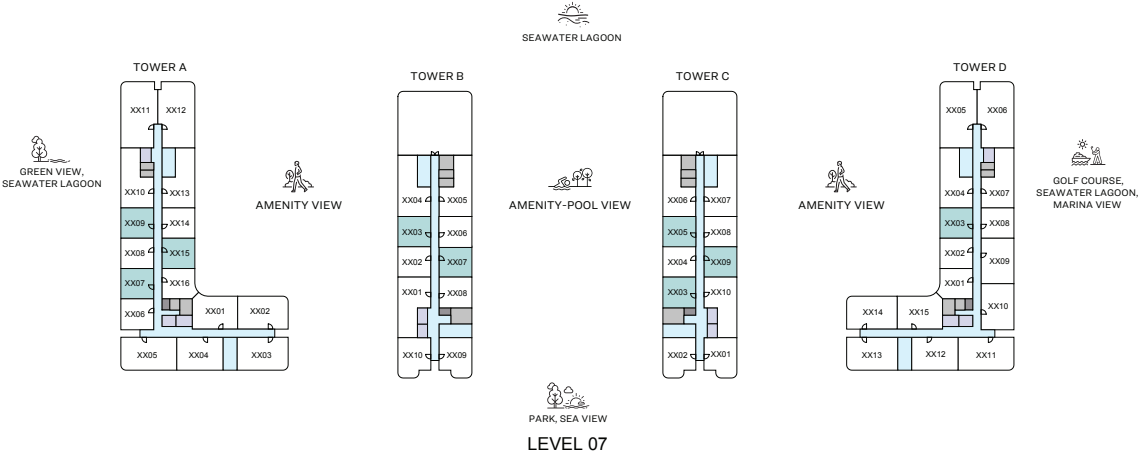 SEAWATER LAGOON
TOWER A
TOWER B
TOWER C
TOWER D
XX11 XX12
XX05 XX06
GREEN VIEW,
SEAWATER LAGOON
AMENITY VIEW
AMENITY-POOL VIEW
AMENITY VIEW
GOLF COURSE,
SEAWATER LAGOON,
MARINA VIEW
XX10 XX13
XX09 XX14
XX08 XX15
XX07 XX16
XX06 XX01 XX02
XX05 XX04 XX03
XX04 XX05
XX03 XX06
XX02 XX07
XX01 XX08
XX10 XX09
XX06 XX07
XX05 XX08
XX04 XX09
XX03 XX10
XX02 XX01
XX04 XX07
XX03 XX08
XX02 XX09
XX01
XX10
XX14 XX15
XX13 XX12 XX11
PARK, SEA VIEW
LEVEL 07